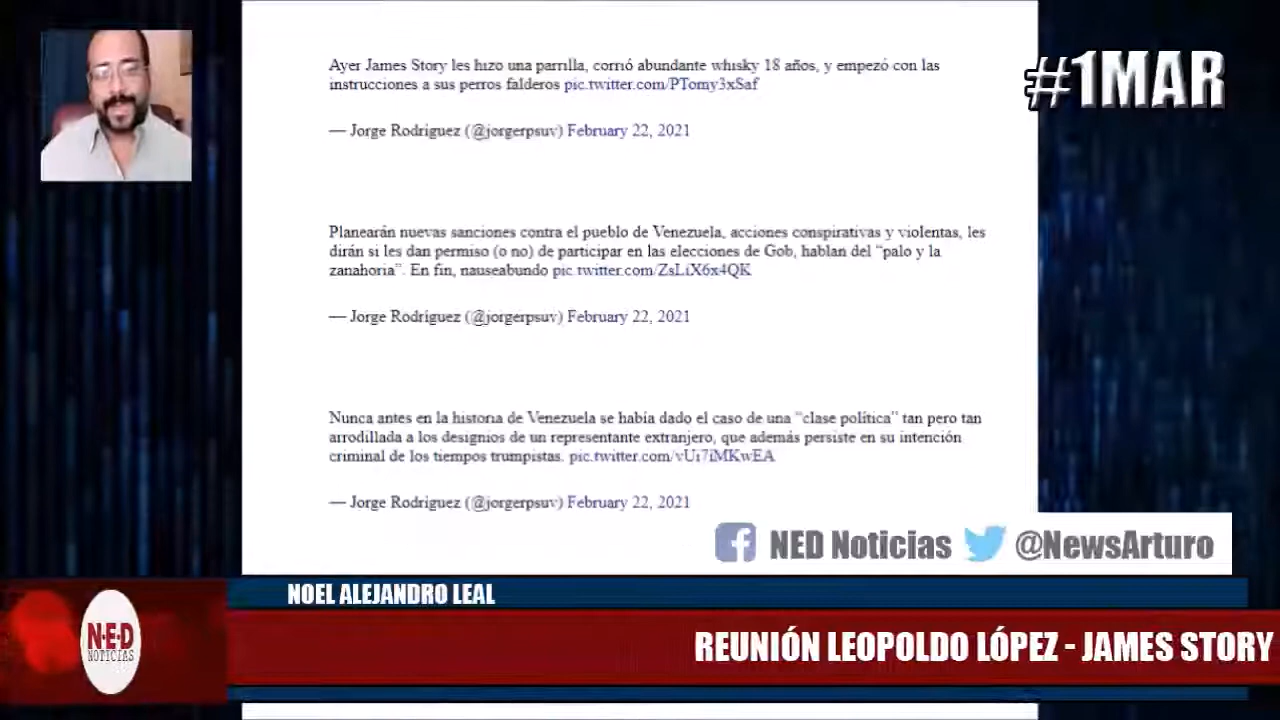 #1MAR
Ayer James Story les hizo una parrilla, corrió abundante whisky 18 años, y empezó con las
instrucciones a sus perros falderos pic.twitter.com/PTomy3xSaf
— Jorge Rodríguez (@jorgerpsuv) February 22, 2021
Planearán nuevas sanciones contra el pueblo de Venezuela, acciones conspirativas y violentas, les
dirán si les dan permiso (o no) de participar en las elecciones de Gob, hablan del “palo y la
zanahoria”. En fin, nauseabundo pic.twitter.com/ZsLiX6x4QK
— Jorge Rodríguez (@jorgerpsuv) February 22, 2021
Nunca antes en la historia de Venezuela se había dado el caso de una “clase política” tan pero tan
arrodillada a los designios de un representante extranjero, que además persiste en su intención
criminal de los tiempos trumpistas. pic.twitter.com/vUi7iMKwEA
— Jorge Rodríguez (@jorgerpsuv) February 22, 2021
NED Noticias @NewsArturo
NOEL ALEJANDRO LEAL
N·E·D
NOTICIAS
REUNIÓN LEOPOLDO LÓPEZ - JAMES STORY